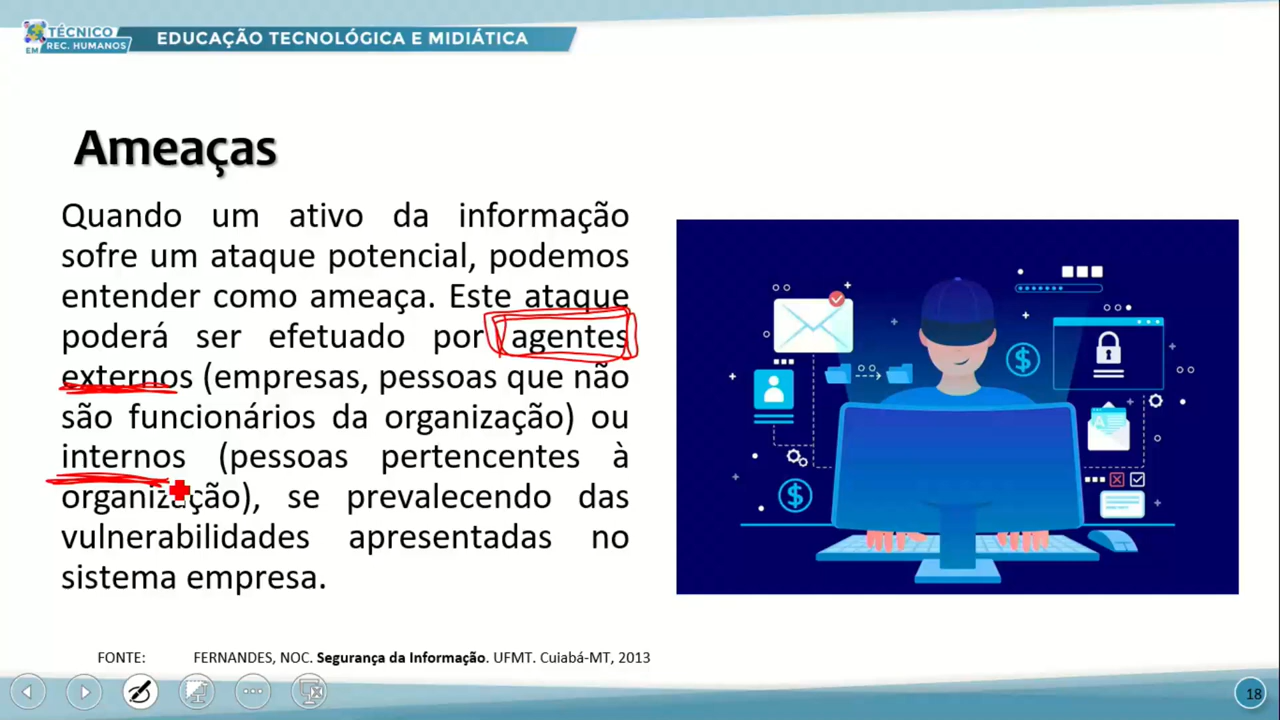 TÉCNICO
EM REC. HUMANOS
EDUCAÇÃO TECNOLÓGICA E MIDIÁTICA
Ameaças
Quando um ativo da informação
sofre um ataque potencial, podemos
entender como ameaça. Este ataque
poderá ser efetuado por agentes
externos (empresas, pessoas que não
são funcionários da organização) ou
internos (pessoas pertencentes à
organização), se prevalecendo das
vulnerabilidades apresentadas no
sistema empresa.
FONTE: FERNANDES, NOC. Segurança da Informação. UFMT. Cuiabá-MT, 2013
18